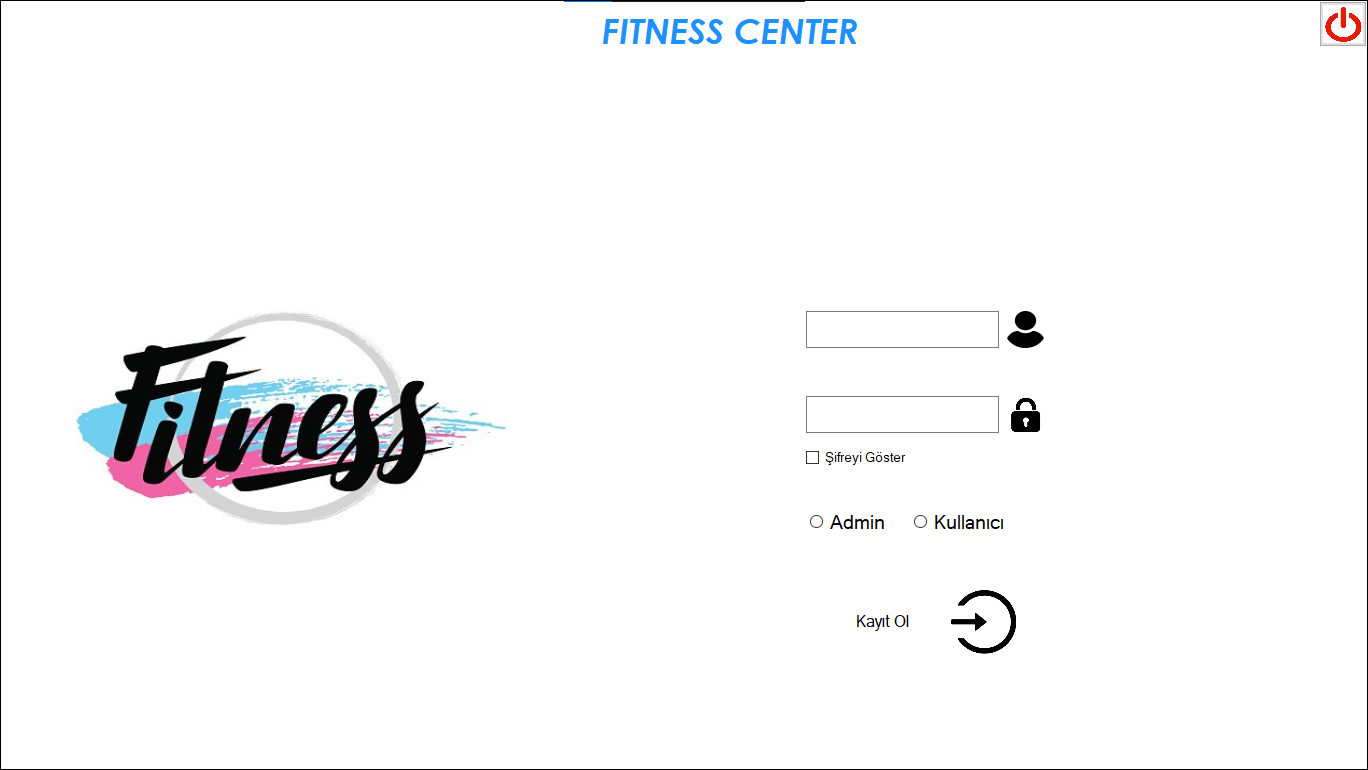 FITNESS CENTER
Fitness
Şifreyi Göster
Admin
Kullanıcı
Kayıt Ol